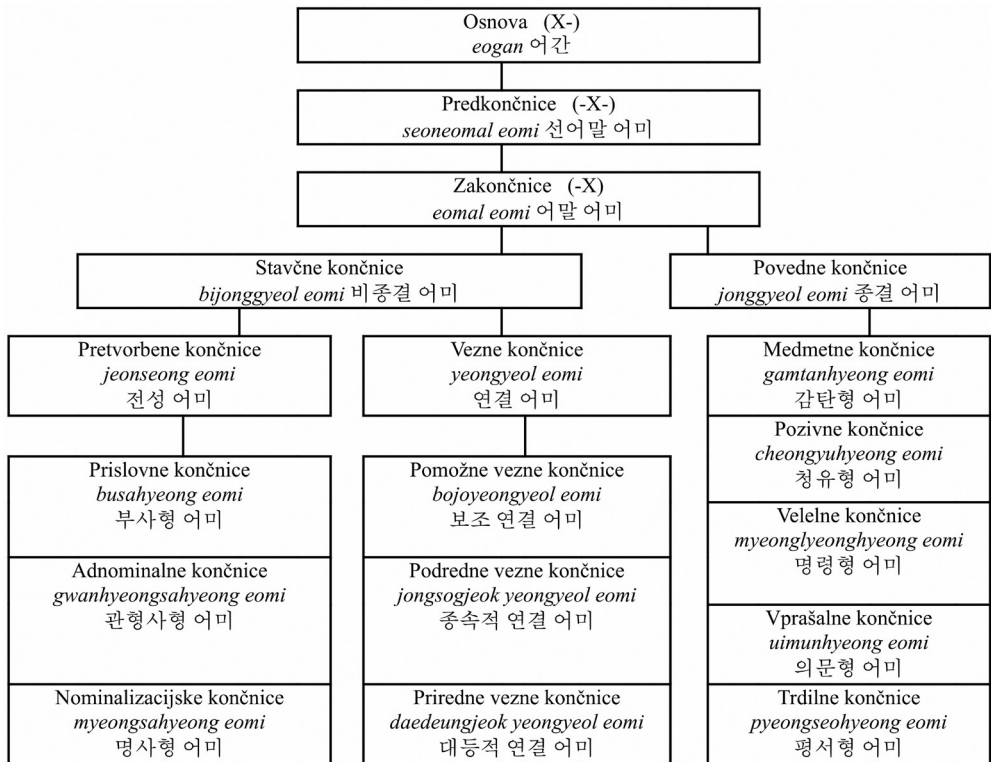 Osnova (X-)
eogan 어간
Predkončnice (-X-)
seoneomal eomi 선어말 어미
Zakončnice (-X)
eomal eomi 어말 어미
Stavčne končnice
bijonggyeol eomi 비종결 어미
Povedne končnice
jonggyeol eomi 종결 어미
Pretvorbene končnice
jeonseong eomi
전성 어미
Vezne končnice
yeongyeol eomi
연결 어미
Medmetne končnice
gamtanhyeong eomi
감탄형 어미
Pozivne končnice
cheongyuhyeong eomi
청유형 어미
Prislovne končnice
busahyeong eomi
부사형 어미
Pomožne vezne končnice
bojoyeongyeol eomi
보조 연결 어미
Velelne končnice
myeonglyeonghyeong eomi
명령형 어미
Adnominalne končnice
gwanhyeongsahyeong eomi
관형사형 어미
Podredne vezne končnice
jongsogjeok yeongyeol eomi
종속적 연결 어미
Vprašalne končnice
uimunhyeong eomi
의문형 어미
Nominalizacijske končnice
myeongsahyeong eomi
명사형 어미
Priredne vezne končnice
daedeungjeok yeongyeol eomi
대등적 연결 어미
Trdilne končnice
pyeongseohyeong eomi
평서형 어미